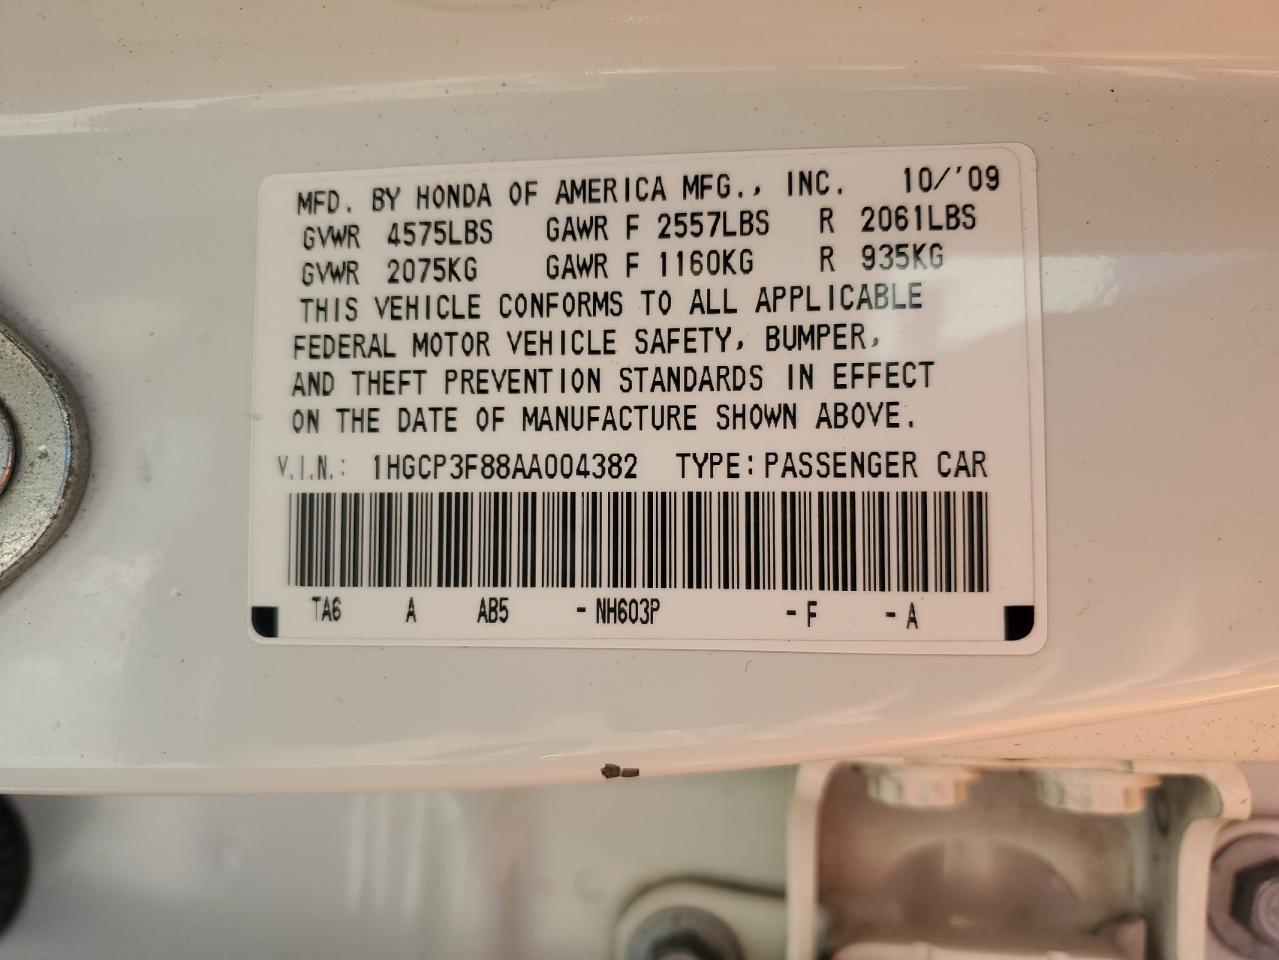 MFD. BY HONDA OF AMERICA MFG., INC. 10/'09
GVWR 4575LBS GAWR F 2557LBS R 2061LBS
GVWR 2075KG GAWR F 1160KG R 935KG
THIS VEHICLE CONFORMS TO ALL APPLICABLE
FEDERAL MOTOR VEHICLE SAFETY, BUMPER,
AND THEFT PREVENTION STANDARDS IN EFFECT
ON THE DATE OF MANUFACTURE SHOWN ABOVE.
V.I.N.: 1HGCP3F88AA004382 TYPE: PASSENGER CAR
TA6 A AB5 - NH603P - F - A